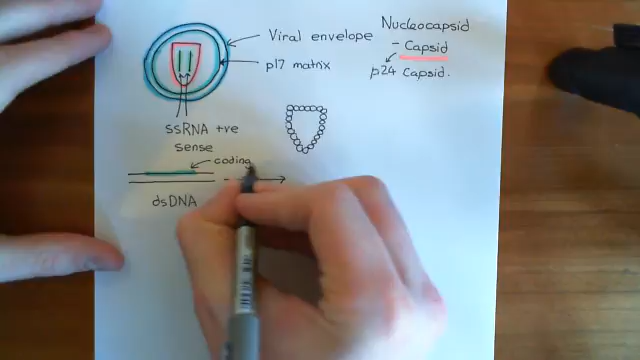 Viral envelope
p17 matrix
Nucleocapsid
- Capsid
p24 capsid.
ssRNA +ve
sense
coding
dsDNA